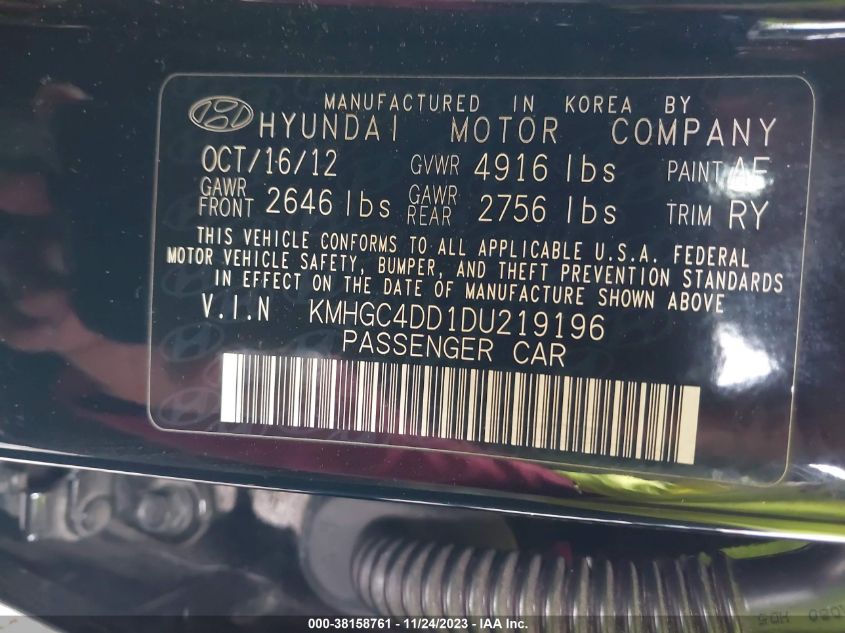 MANUFACTURED IN KOREA BY
HYUNDAI MOTOR COMPANY
OCT/16/12 GVWR 4916 lbs PAINT AE
GAWR FRONT 2646 lbs GAWR REAR 2756 lbs TRIM RY
THIS VEHICLE CONFORMS TO ALL APPLICABLE U.S.A. FEDERAL
MOTOR VEHICLE SAFETY, BUMPER, AND THEFT PREVENTION STANDARDS
IN EFFECT ON THE DATE OF MANUFACTURE SHOWN ABOVE
V.I.N KMHGC4DD1DU219196
PASSENGER CAR
000-38158761 - 11/24/2023 - IAA Inc.